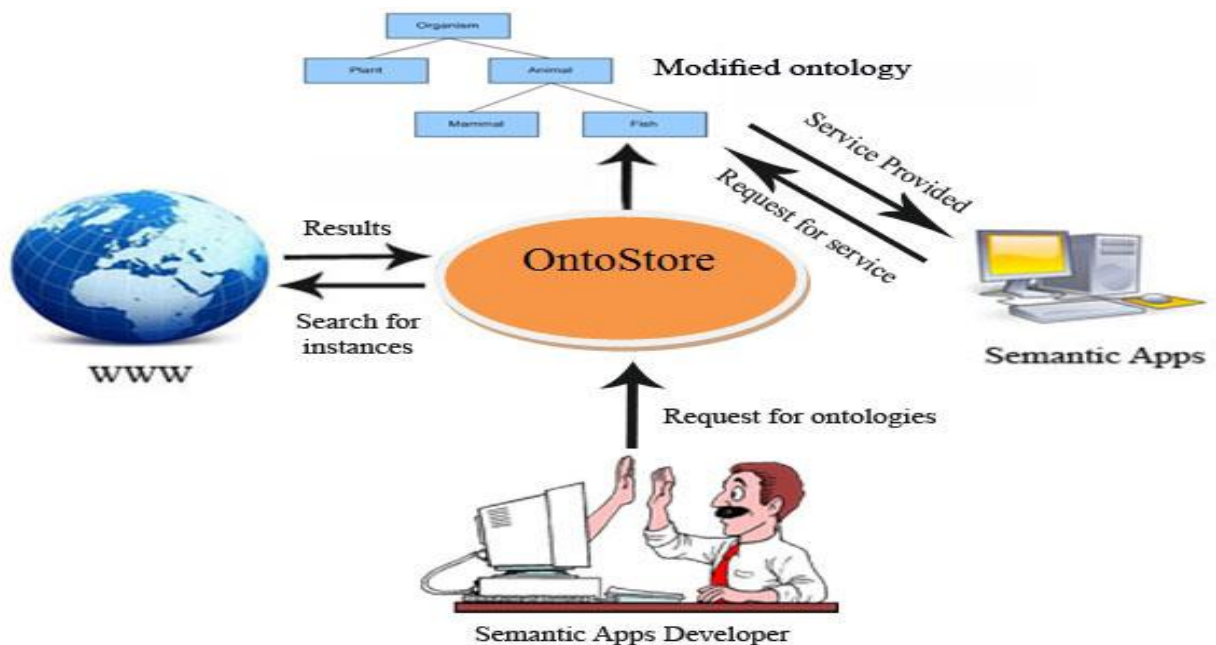 Organism
Plant
Animal
Modified ontology
Mammal
Fish
Service Provided
Request for service
Results
OntoStore
Search for
instances
WWW
Semantic Apps
Request for ontologies
Semantic Apps Developer